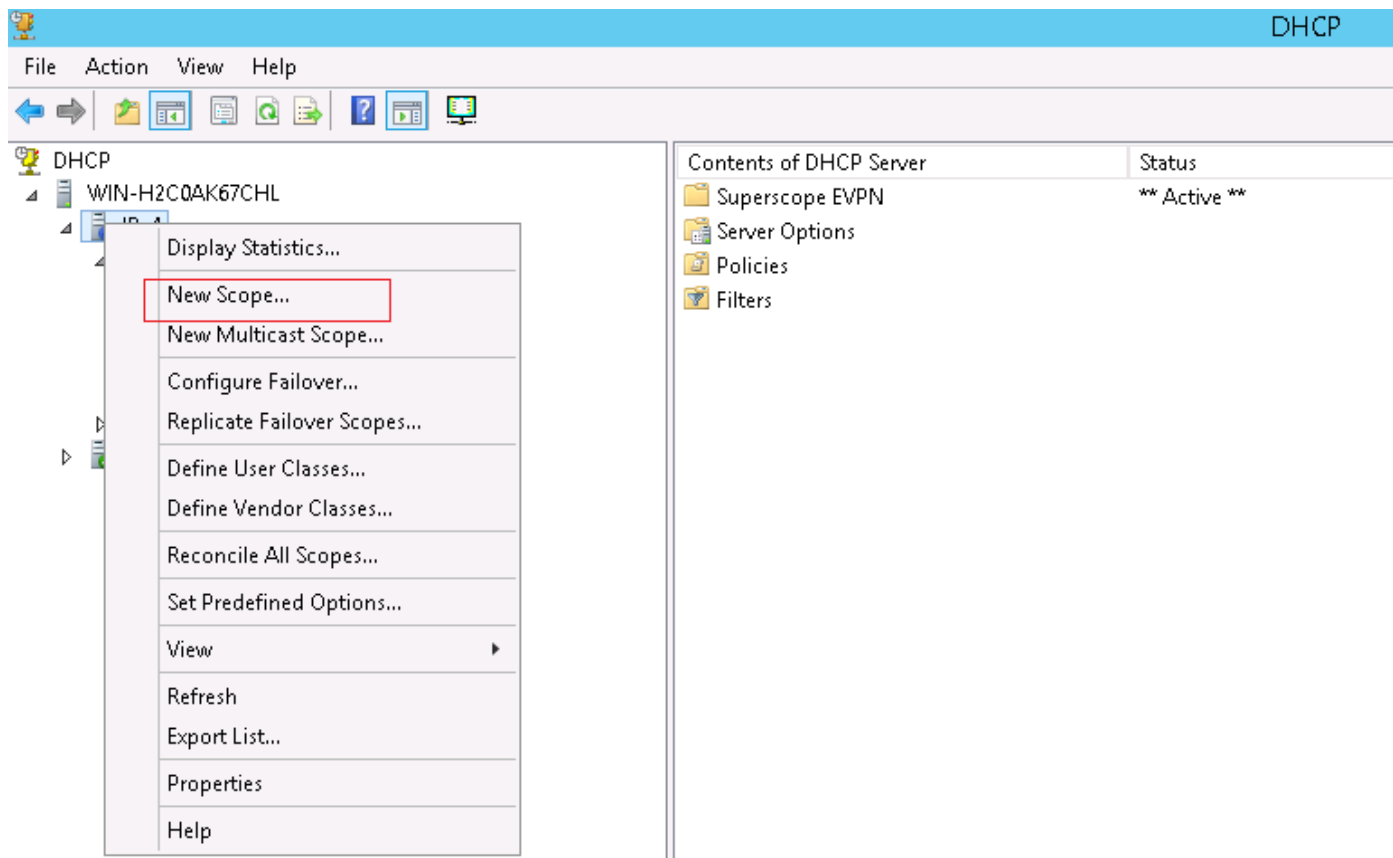 DHCP
File Action View Help
DHCP
WIN-H2C0AK67CHL
Display Statistics...
New Scope...
New Multicast Scope...
Configure Failover...
Replicate Failover Scopes...
Define User Classes...
Define Vendor Classes...
Reconcile All Scopes...
Set Predefined Options...
View
Refresh
Export List...
Properties
Help
Contents of DHCP Server Status
Superscope EVPN ** Active **
Server Options
Policies
Filters